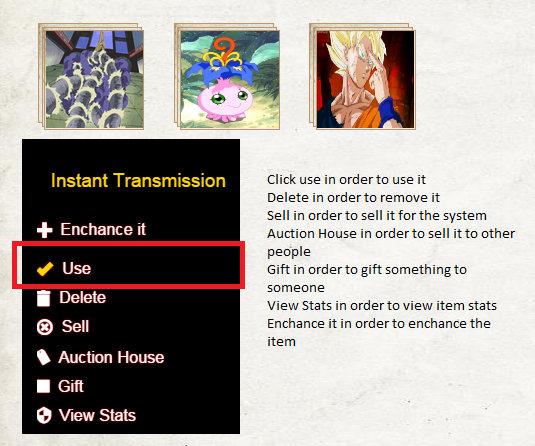 Instant Transmission
Enchance it
Use
Delete
Sell
Auction House
Gift
View Stats
Click use in order to use it
Delete in order to remove it
Sell in order to sell it for the system
Auction House in order to sell it to other
people
Gift in order to gift something to
someone
View Stats in order to view item stats
Enchance it in order to enchance the
item